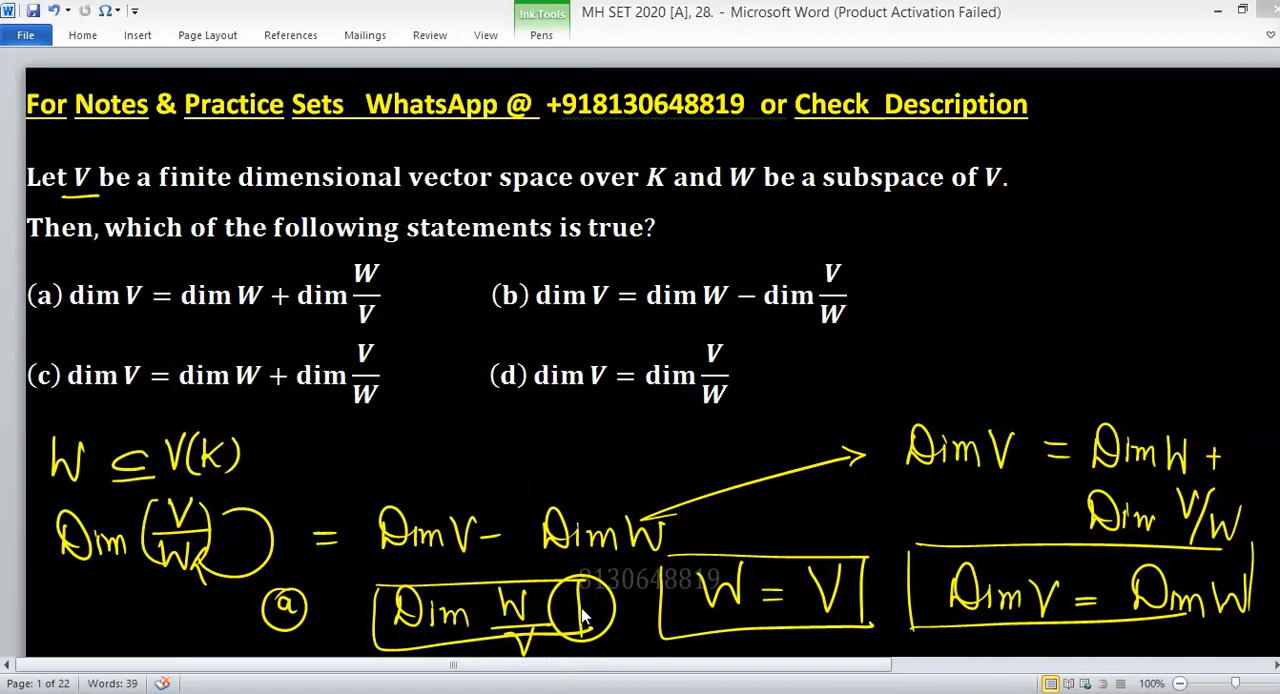 MH SET 2020 [A], 28. - Microsoft Word (Product Activation Failed)
Ink Tools
File Home Insert Page Layout References Mailings Review View Pens
For Notes & Practice Sets WhatsApp @ +918130648819 or Check Description
Let V be a finite dimensional vector space over K and W be a subspace of V.
Then, which of the following statements is true?
(a) dim V = dim W + dim W/V
(b) dim V = dim W − dim V/W
(c) dim V = dim W + dim V/W
(d) dim V = dim V/W
W ⊆ V(K)
Dim V = Dim W +
Dim V/W
Dim (V/W) = Dim V − Dim W
8130648819
(a) Dim W/V
W = V
Dim V = Dim W
Page: 1 of 22 Words: 39 100%